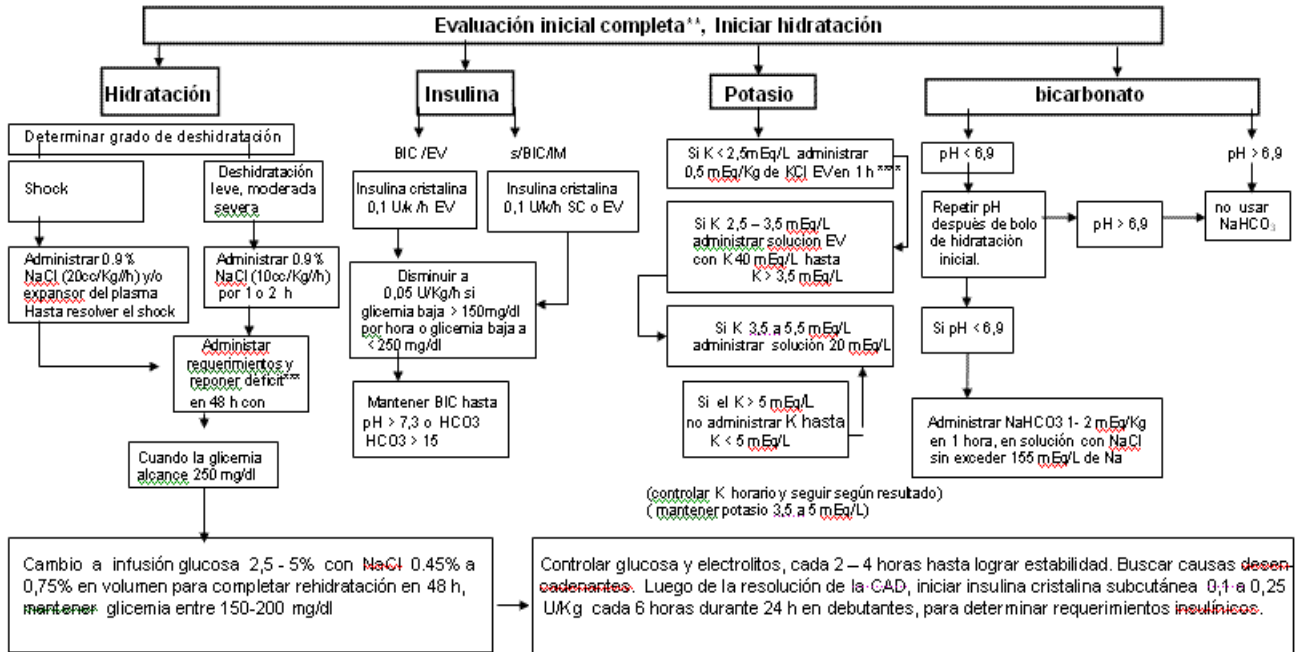 Evaluación inicial completa**, Iniciar hidratación
Hidratación
Determinar grado de deshidratación
Shock
Deshidratación
leve, moderada
severa
Administrar 0.9%
NaCl (20cc/Kg//h) y/o
expansor del plasma
Hasta resolver el shock
Administrar 0.9%
NaCl (10cc/Kg//h)
por 1 o 2 h
Administar
requerimientos y
reponer déficit***
en 48 h con
Cuando la glicemia
alcance 250 mg/dl
Insulina
BIC /EV
s/BIC/IM
Insulina cristalina
0,1 U/k /h EV
Insulina cristalina
0,1 U/k/h SC o EV
Disminuir a
0,05 U/Kg/h si
glicemia baja > 150mg/dl
por hora o glicemia baja a
< 250 mg/dl
Mantener BIC hasta
pH > 7,3 o HCO3
HCO3 > 15
Potasio
Si K < 2,5mEq/L administrar
0,5 mEq/Kg de KCl EV en 1 h ****
Si K 2,5 – 3,5 mEq/L
administrar solución EV
con K 40 mEq/L hasta
K > 3,5 mEq/L
Si K 3,5 a 5,5 mEq/L
administrar solución 20 mEq/L
Si el K > 5 mEq/L
no administrar K hasta
K < 5 mEq/L
(controlar K horario y seguir según resultado)
( mantener potasio 3,5 a 5 mEq/L)
bicarbonato
pH < 6,9
pH > 6,9
Repetir pH
después de bolo
de hidratación
inicial.
pH > 6,9
no usar
NaHCO₃
Si pH < 6,9
Administrar NaHCO3 1- 2 mEq/Kg
en 1 hora, en solución con NaCl
sin exceder 155 mEq/L de Na
Cambio a infusión glucosa 2,5 - 5% con NaCl 0.45% a
0,75% en volumen para completar rehidratación en 48 h,
mantener glicemia entre 150-200 mg/dl
Controlar glucosa y electrolitos, cada 2 – 4 horas hasta lograr estabilidad. Buscar causas desen
cadenantes. Luego de la resolución de la CAD, iniciar insulina cristalina subcutánea 0,1 a 0,25
U/Kg cada 6 horas durante 24 h en debutantes, para determinar requerimientos insulínicos.